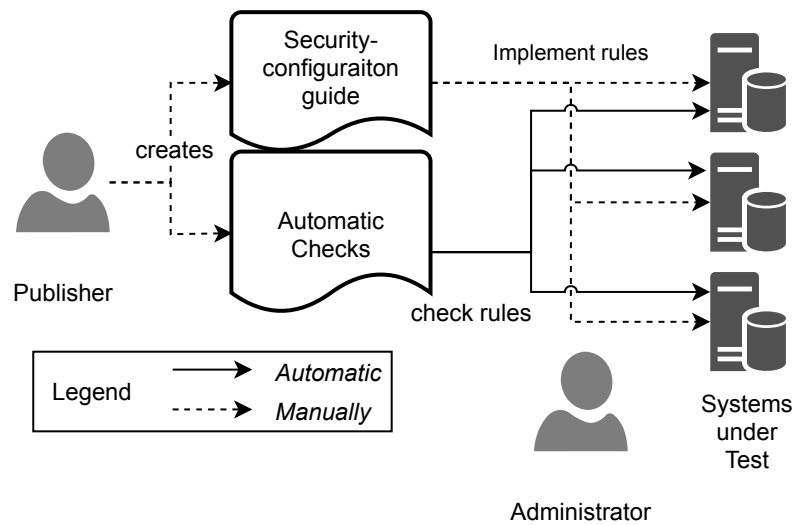 Security-
configuraiton
guide
Implement rules
creates
Automatic
Checks
Publisher
check rules
Legend
Automatic
Manually
Systems
under
Test
Administrator